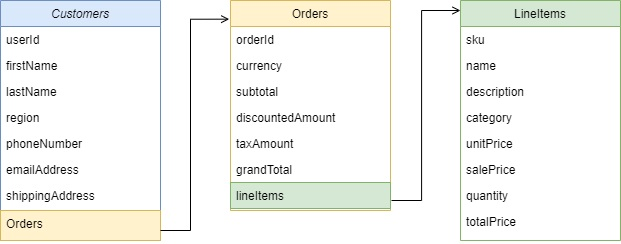 Customers
userId
firstName
lastName
region
phoneNumber
emailAddress
shippingAddress
Orders
Orders
orderId
currency
subtotal
discountedAmount
taxAmount
grandTotal
lineItems
LineItems
sku
name
description
category
unitPrice
salePrice
quantity
totalPrice